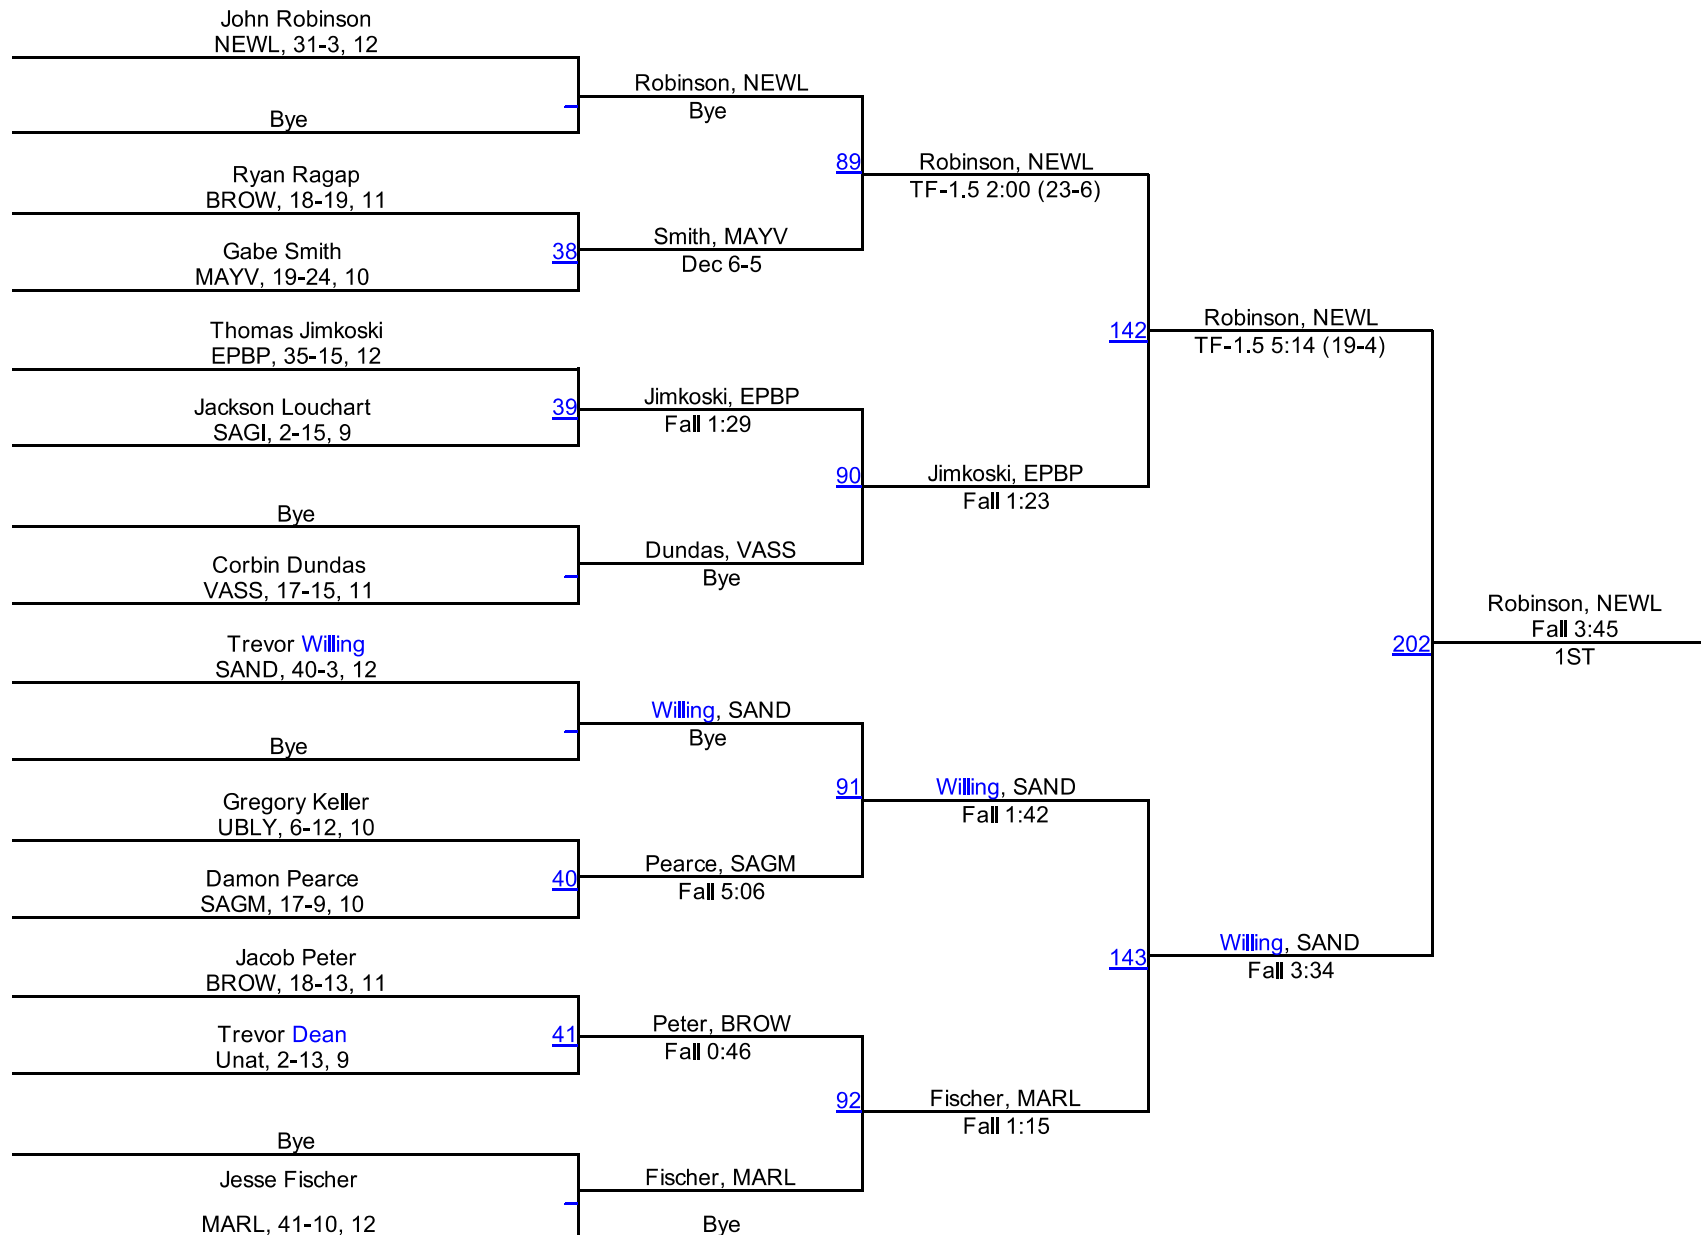 John Robinson
NEWL, 31-3, 12
Bye
Ryan Ragap
BROW, 18-19, 11
Gabe Smith
MAYV, 19-24, 10
38
Thomas Jimkoski
EPBP, 35-15, 12
Jackson Louchart
SAGI, 2-15, 9
39
Bye
Corbin Dundas
VASS, 17-15, 11
Trevor Willing
SAND, 40-3, 12
Bye
Gregory Keller
UBLY, 6-12, 10
Damon Pearce
SAGM, 17-9, 10
40
Jacob Peter
BROW, 18-13, 11
Trevor Dean
Unat, 2-13, 9
41
Bye
Jesse Fischer
MARL, 41-10, 12
Robinson, NEWL
Bye
89
Smith, MAYV
Dec 6-5
Jimkoski, EPBP
Fall 1:29
90
Dundas, VASS
Bye
Willing, SAND
Bye
91
Pearce, SAGM
Fall 5:06
Peter, BROW
Fall 0:46
92
Fischer, MARL
Bye
Robinson, NEWL
TF-1.5 2:00 (23-6)
142
Jimkoski, EPBP
Fall 1:23
Willing, SAND
Fall 1:42
143
Fischer, MARL
Fall 1:15
Robinson, NEWL
TF-1.5 5:14 (19-4)
202
Willing, SAND
Fall 3:34
Robinson, NEWL
Fall 3:45
1ST